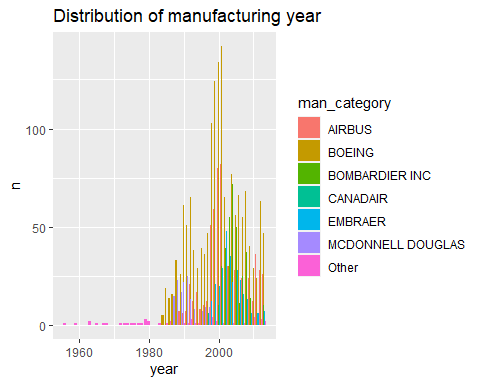 Distribution of manufacturing year
n
100
50
0
1960 1980 2000
year
man_category
AIRBUS
BOEING
BOMBARDIER INC
CANADAIR
EMBRAER
MCDONNELL DOUGLAS
Other